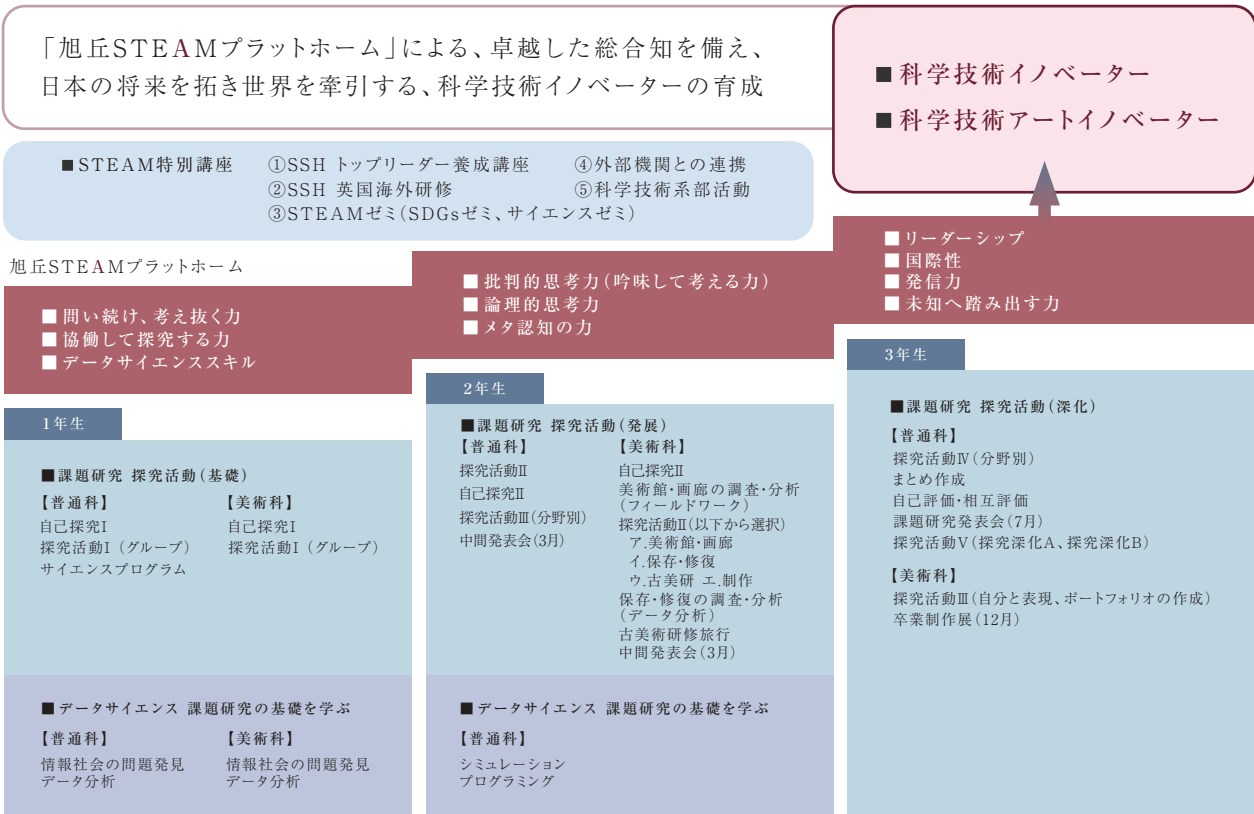 「旭丘STEAMプラットホーム」による、卓越した総合知を備え、
日本の将来を拓き世界を牽引する、科学技術イノベーターの育成
■科学技術イノベーター
■科学技術アートイノベーター
■STEAM特別講座
①SSH トップリーダー養成講座
②SSH 英国海外研修
③STEAMゼミ(SDGsゼミ、サイエンスゼミ)
④外部機関との連携
⑤科学技術系部活動
旭丘STEAMプラットホーム
■問い続け、考え抜く力
■協働して探究する力
■データサイエンススキル
■批判的思考力(吟味して考える力)
■論理的思考力
■メタ認知の力
■リーダーシップ
■国際性
■発信力
■未知へ踏み出す力
1年生
■課題研究 探究活動(基礎)
【普通科】
自己探究I
探究活動I(グループ)
サイエンスプログラム
【美術科】
自己探究I
探究活動I(グループ)
■データサイエンス 課題研究の基礎を学ぶ
【普通科】
情報社会の問題発見
データ分析
【美術科】
情報社会の問題発見
データ分析
2年生
■課題研究 探究活動(発展)
【普通科】
探究活動Ⅱ
自己探究Ⅱ
探究活動Ⅲ(分野別)
中間発表会(3月)
【美術科】
自己探究Ⅱ
美術館・画廊の調査・分析
(フィールドワーク)
探究活動Ⅱ(以下から選択)
ア.美術館・画廊
イ.保存・修復
ウ.古美研 エ.制作
保存・修復の調査・分析
(データ分析)
古美術研修旅行
中間発表会(3月)
■データサイエンス 課題研究の基礎を学ぶ
【普通科】
シミュレーション
プログラミング
3年生
■課題研究 探究活動(深化)
【普通科】
探究活動Ⅳ(分野別)
まとめ作成
自己評価・相互評価
課題研究発表会(7月)
探究活動Ⅴ(探究深化A、探究深化B)
【美術科】
探究活動Ⅲ(自分と表現、ポートフォリオの作成)
卒業制作展(12月)